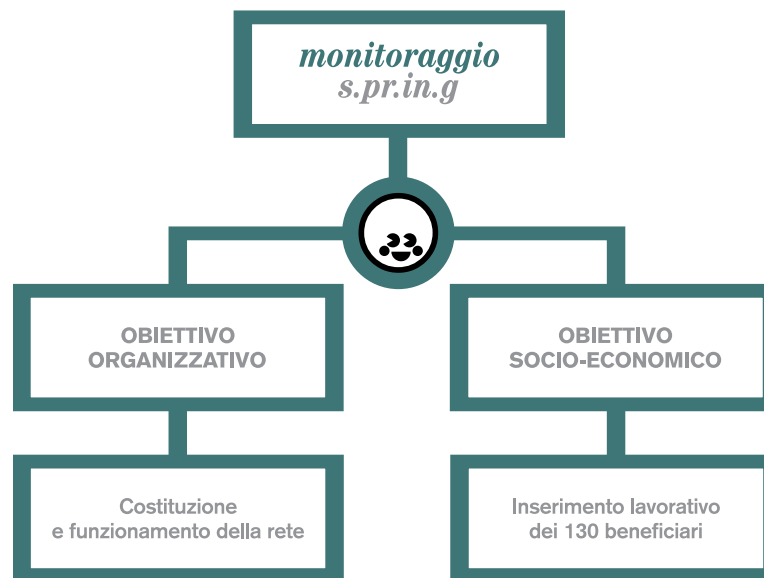 monitoraggio
s.pr.in.g
OBIETTIVO
ORGANIZZATIVO
OBIETTIVO
SOCIO-ECONOMICO
Costituzione
e funzionamento della rete
Inserimento lavorativo
dei 130 beneficiari